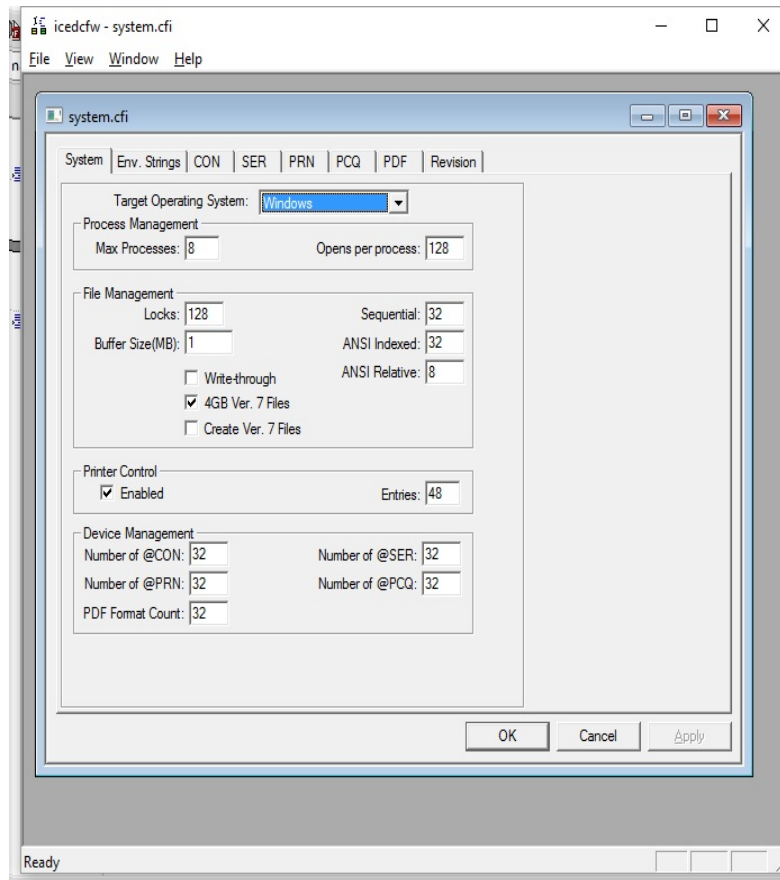 icedcfw - system.cfi
File View Window Help
system.cfi
System Env. Strings CON SER PRN PCQ PDF Revision
Target Operating System: Windows
Process Management
Max Processes: 8 Opens per process: 128
File Management
Locks: 128 Sequential: 32
Buffer Size(MB): 1 ANSI Indexed: 32
ANSI Relative: 8
Write-through
4GB Ver. 7 Files
Create Ver. 7 Files
Printer Control
Enabled Entries: 48
Device Management
Number of @CON: 32 Number of @SER: 32
Number of @PRN: 32 Number of @PCQ: 32
PDF Format Count: 32
OK Cancel Apply
Ready